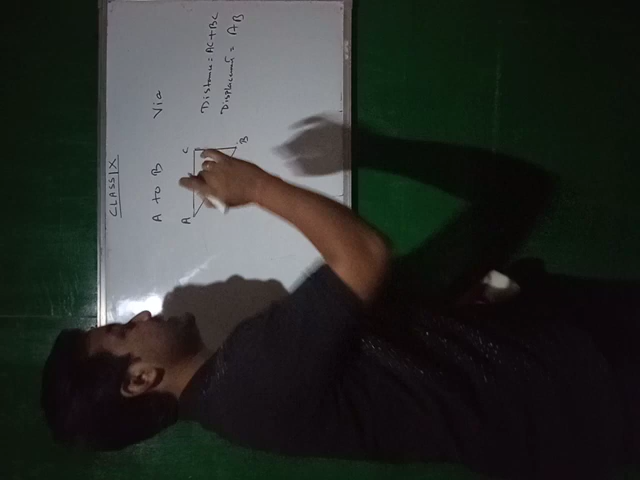 CLASS IX
A to B Via
A
C
B
Distance = AC + BC
Displacement = AB